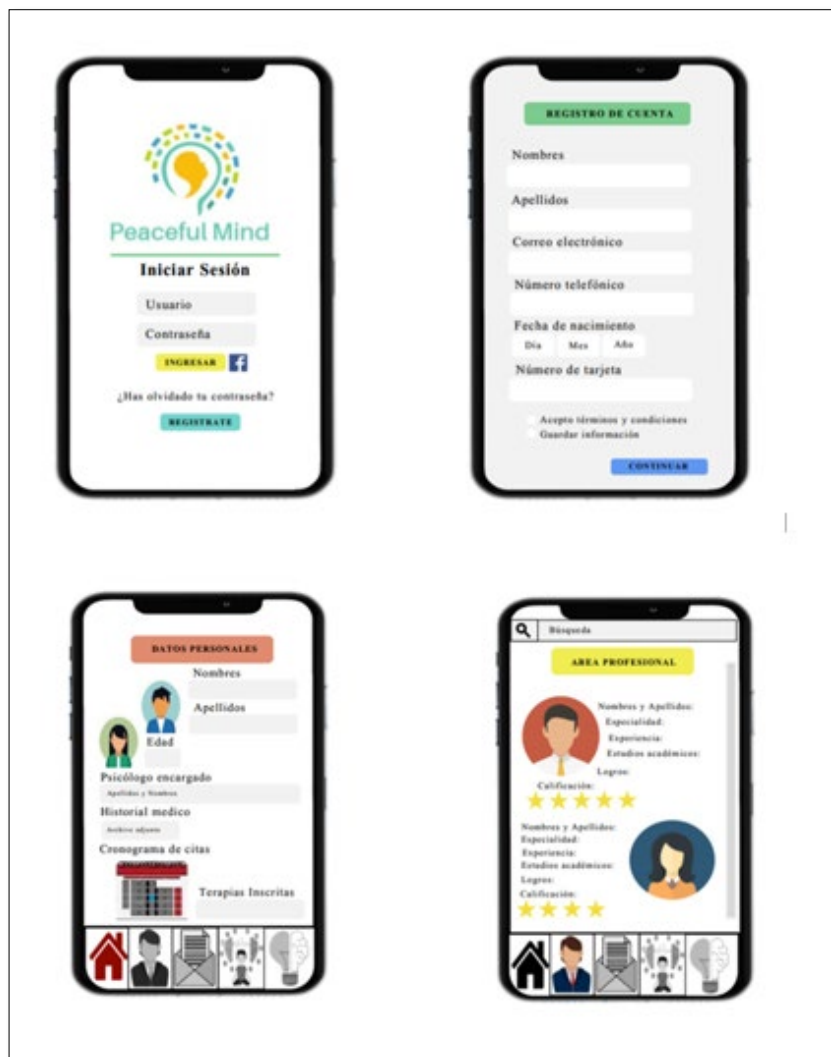 Peaceful Mind
Iniciar Sesión
Usuario
Contraseña
INGRESAR f
¿Has olvidado tu contraseña?
REGISTRATE
REGISTRO DE CUENTA
Nombres
Apellidos
Correo electrónico
Número telefónico
Fecha de nacimiento
Día Mes Año
Número de tarjeta
Acepto términos y condiciones
Guardar información
CONTINUAR
DATOS PERSONALES
Nombres
Apellidos
Edad
Psicólogo encargado
Apellidos y Nombres
Historial medico
Archivo adjunto
Cronograma de citas
Terapias Inscritas
Búsqueda
AREA PROFESIONAL
Nombres y Apellidos:
Especialidad:
Experiencia:
Estudios académicos:
Logros:
Calificación:
Nombres y Apellidos:
Especialidad:
Experiencia:
Estudios académicos:
Logros:
Calificación: